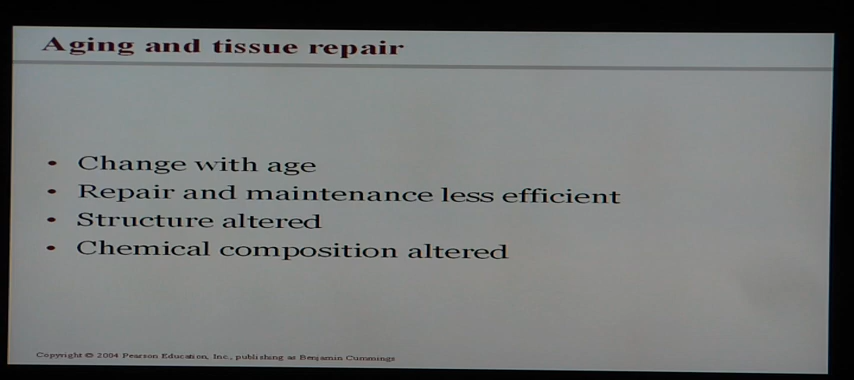 Aging and tissue repair
• Change with age
• Repair and maintenance less efficient
• Structure altered
• Chemical composition altered
Copyright © 2004 Pearson Education, Inc., publishing as Benjamin Cummings